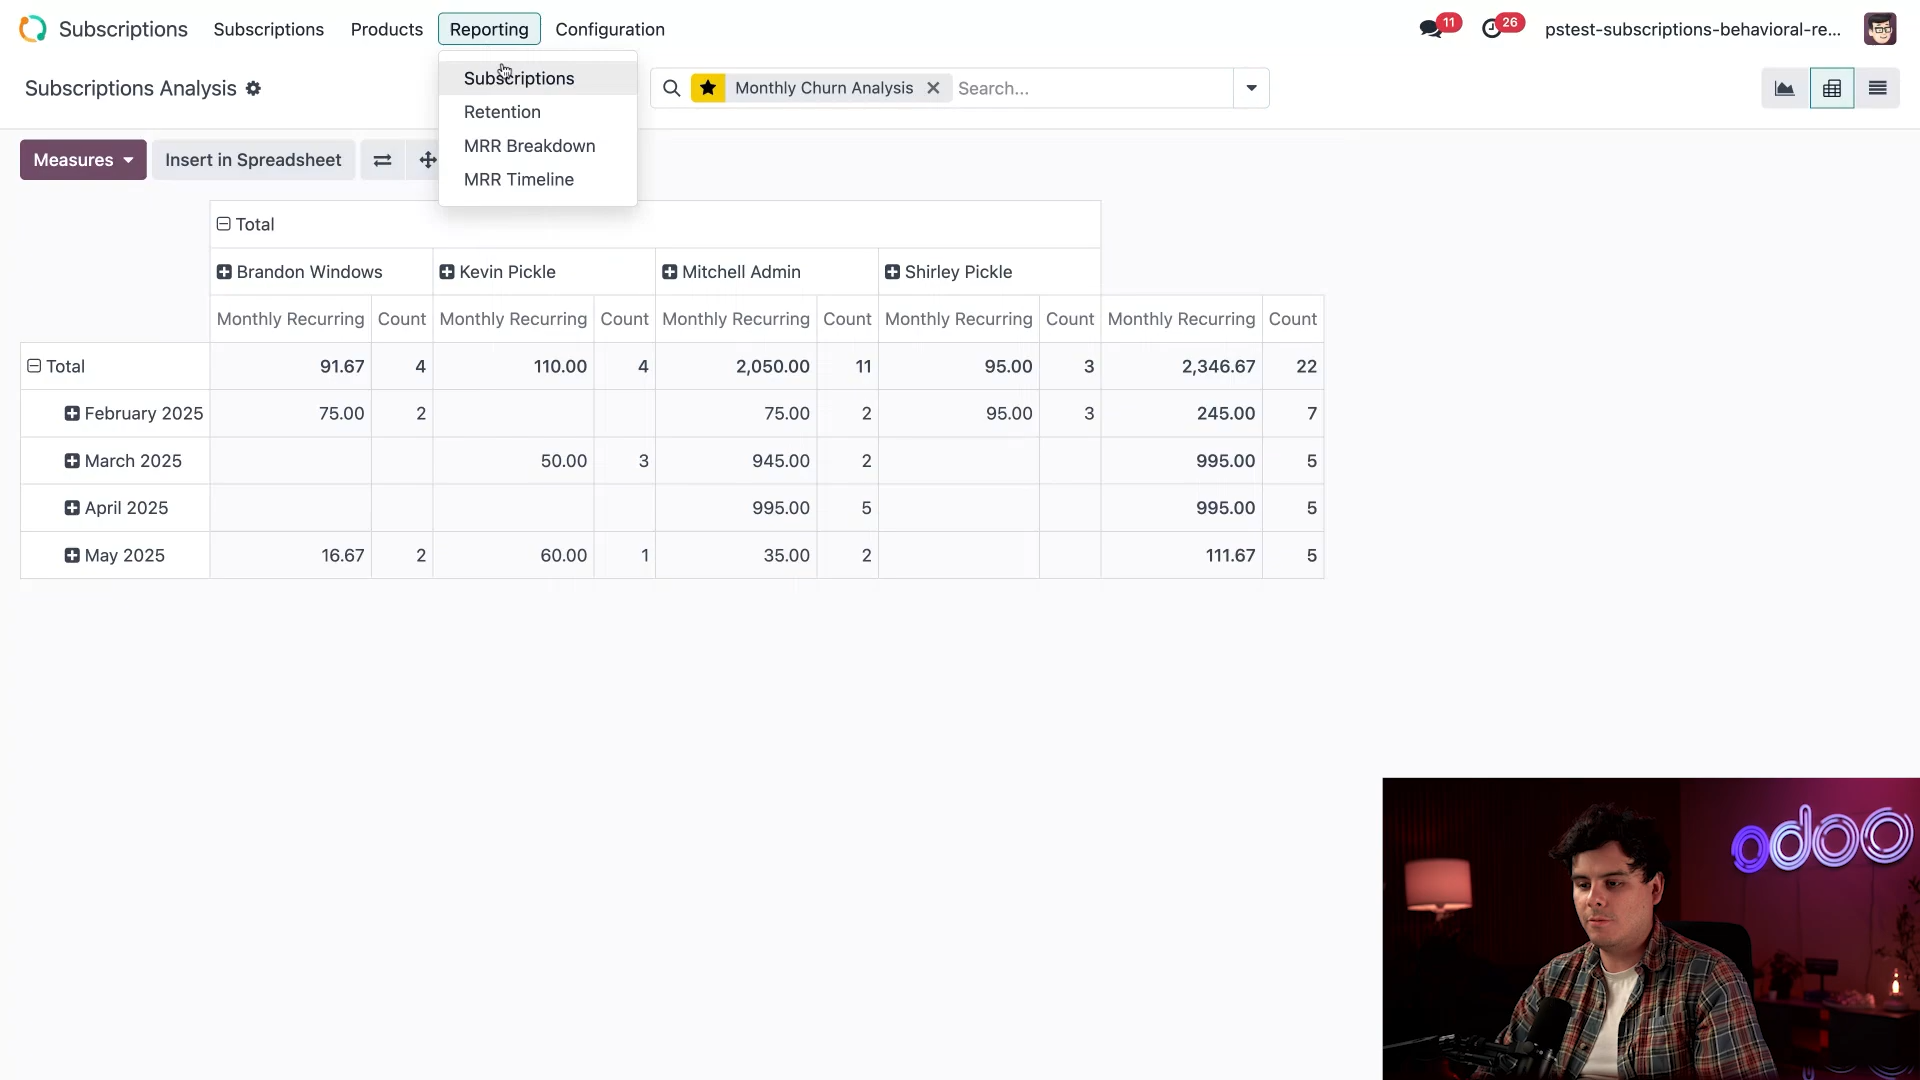 Subscriptions Subscriptions Products Reporting Configuration 11 26 pstest-subscriptions-behavioral-re...
Subscriptions Analysis Monthly Churn Analysis Search...
Subscriptions
Retention
MRR Breakdown
MRR Timeline
Measures Insert in Spreadsheet
Total
Brandon Windows Kevin Pickle Mitchell Admin Shirley Pickle
Monthly Recurring Count Monthly Recurring Count Monthly Recurring Count Monthly Recurring Count Monthly Recurring Count
Total 91.67 4 110.00 4 2,050.00 11 95.00 3 2,346.67 22
February 2025 75.00 2 75.00 2 95.00 3 245.00 7
March 2025 50.00 3 945.00 2 995.00 5
April 2025 995.00 5 995.00 5
May 2025 16.67 2 60.00 1 35.00 2 111.67 5
odoo